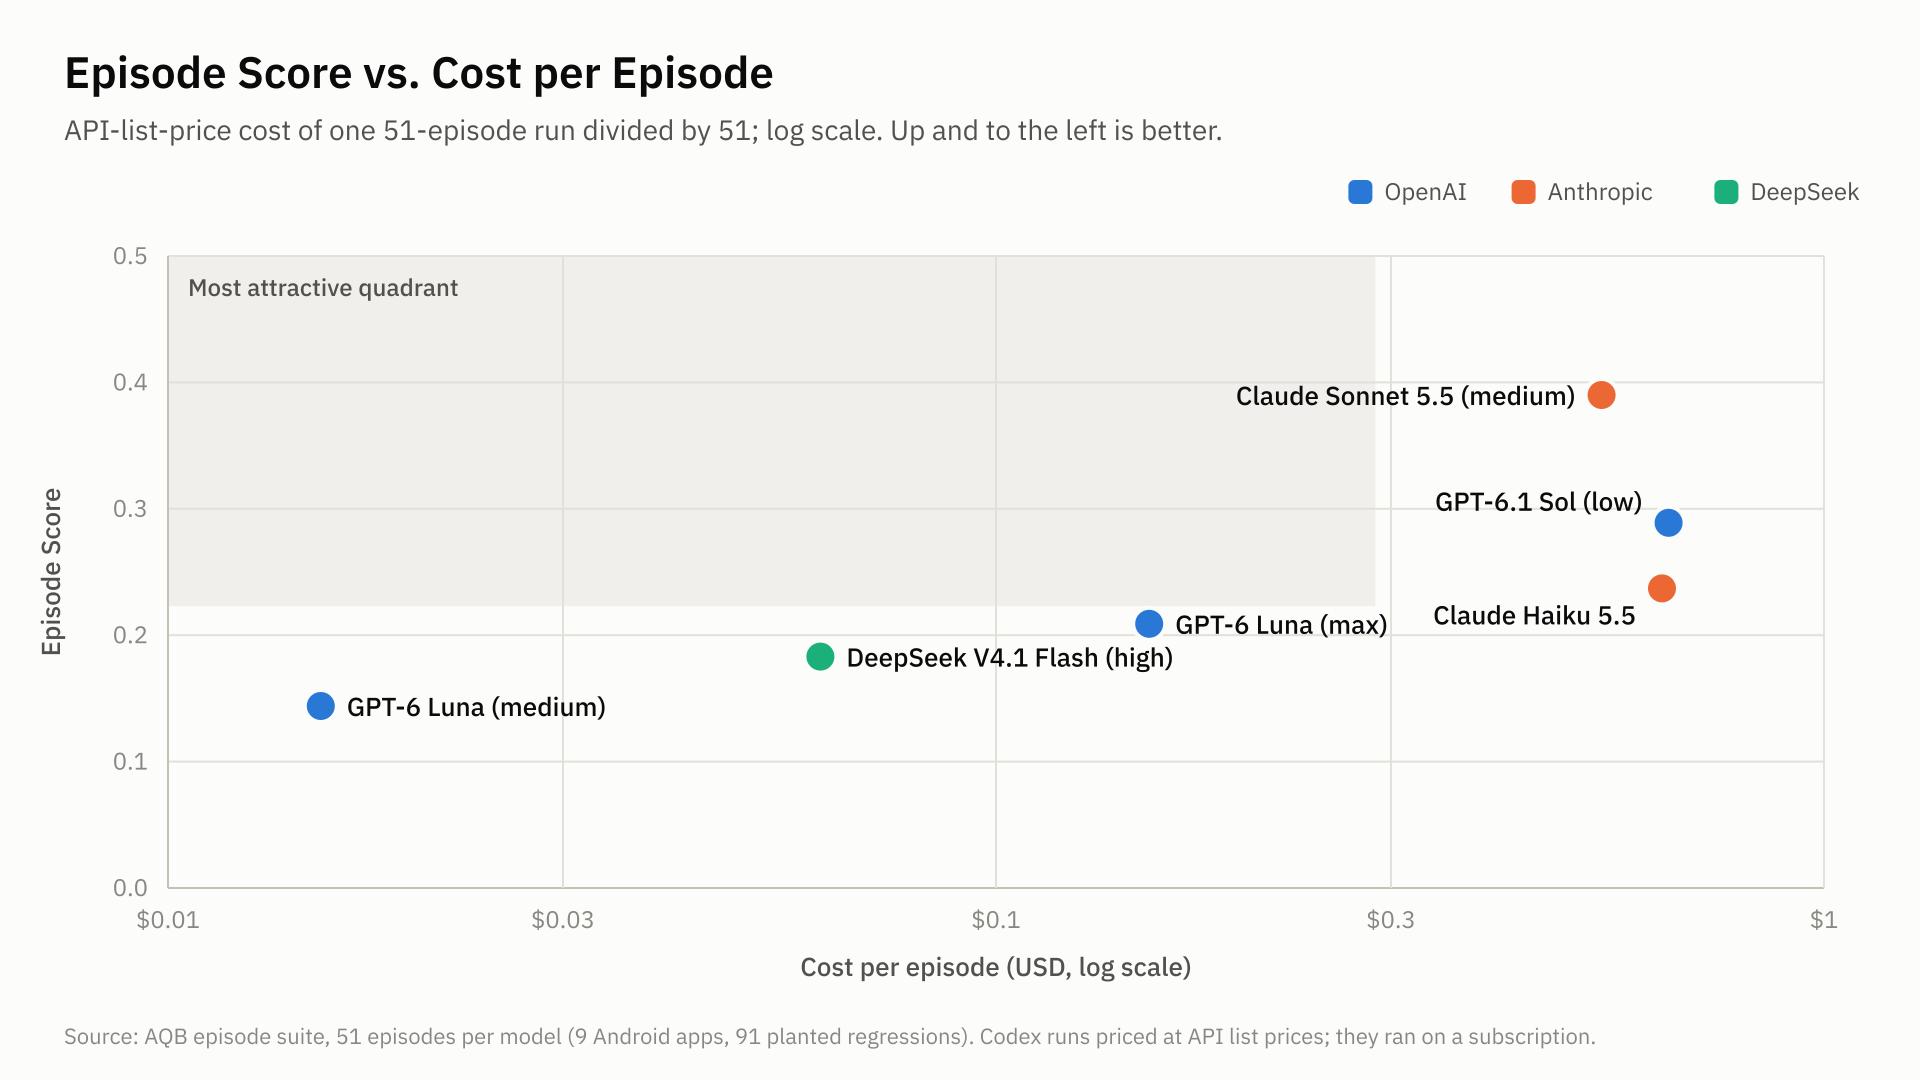 Episode Score vs. Cost per Episode
API-list-price cost of one 51-episode run divided by 51; log scale. Up and to the left is better.
OpenAI
Anthropic
DeepSeek
Most attractive quadrant
0.5
0.4
0.3
0.2
0.1
0.0
Episode Score
Claude Sonnet 5.5 (medium)
GPT-6.1 Sol (low)
Claude Haiku 5.5
GPT-6 Luna (max)
DeepSeek V4.1 Flash (high)
GPT-6 Luna (medium)
$0.01
$0.03
$0.1
$0.3
$1
Cost per episode (USD, log scale)
Source: AQB episode suite, 51 episodes per model (9 Android apps, 91 planted regressions). Codex runs priced at API list prices; they ran on a subscription.